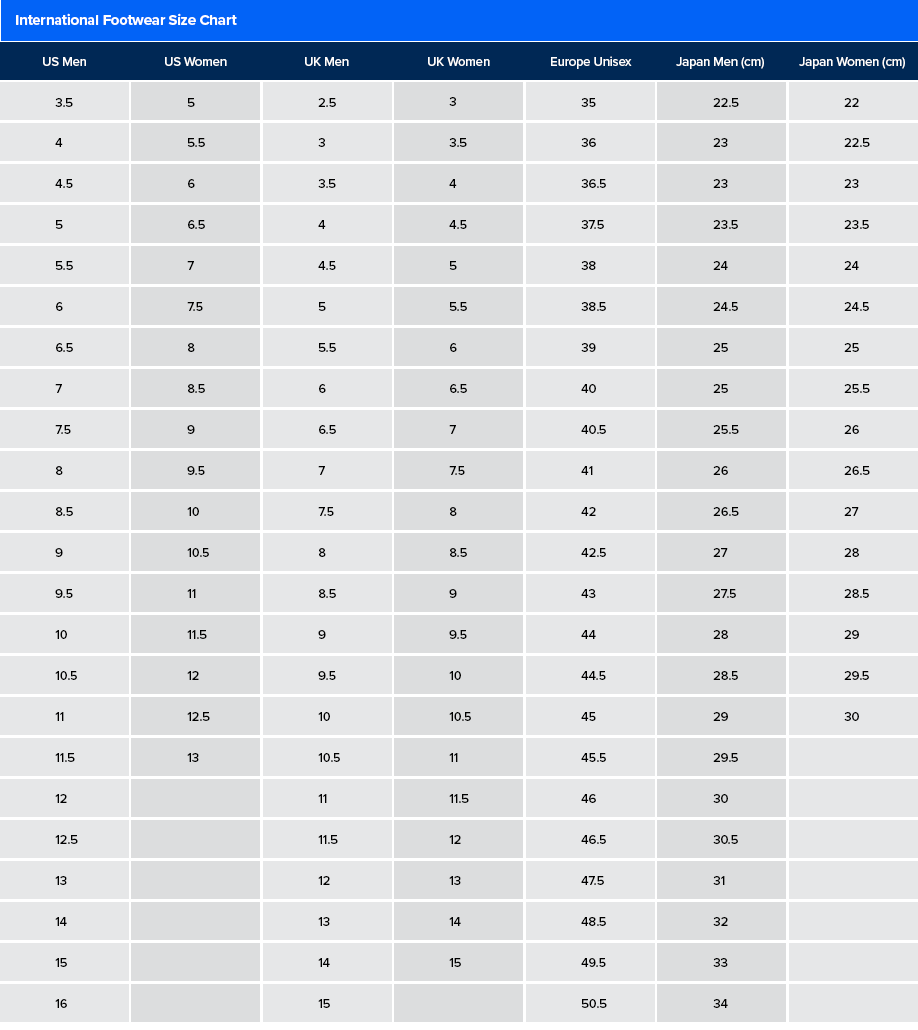 International Footwear Size Chart
US Men US Women UK Men UK Women Europe Unisex Japan Men (cm) Japan Women (cm)
3.5 5 2.5 3 35 22.5 22
4 5.5 3 3.5 36 23 22.5
4.5 6 3.5 4 36.5 23 23
5 6.5 4 4.5 37.5 23.5 23.5
5.5 7 4.5 5 38 24 24
6 7.5 5 5.5 38.5 24.5 24.5
6.5 8 5.5 6 39 25 25
7 8.5 6 6.5 40 25 25.5
7.5 9 6.5 7 40.5 25.5 26
8 9.5 7 7.5 41 26 26.5
8.5 10 7.5 8 42 26.5 27
9 10.5 8 8.5 42.5 27 28
9.5 11 8.5 9 43 27.5 28.5
10 11.5 9 9.5 44 28 29
10.5 12 9.5 10 44.5 28.5 29.5
11 12.5 10 10.5 45 29 30
11.5 13 10.5 11 45.5 29.5
12 11 11.5 46 30
12.5 11.5 12 46.5 30.5
13 12 13 47.5 31
14 13 14 48.5 32
15 14 15 49.5 33
16 15 50.5 34